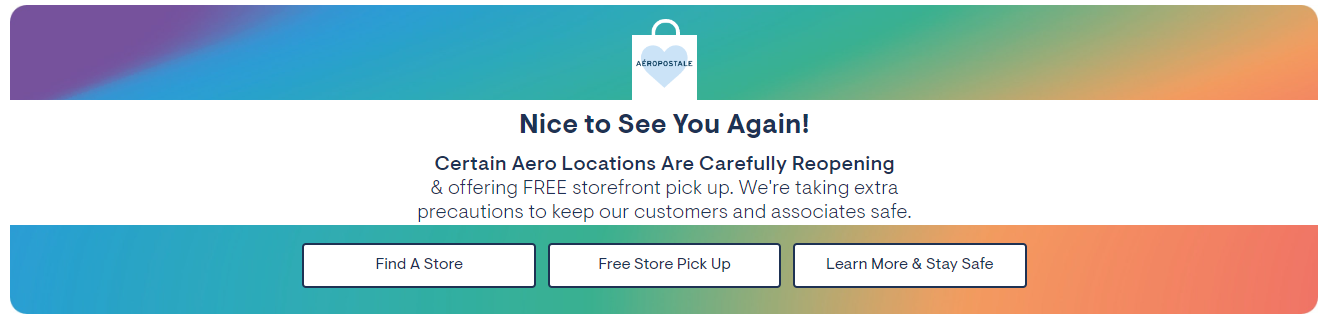 AÉROPOSTALE
Nice to See You Again!
Certain Aero Locations Are Carefully Reopening
& offering FREE storefront pick up. We're taking extra
precautions to keep our customers and associates safe.
Find A Store
Free Store Pick Up
Learn More & Stay Safe